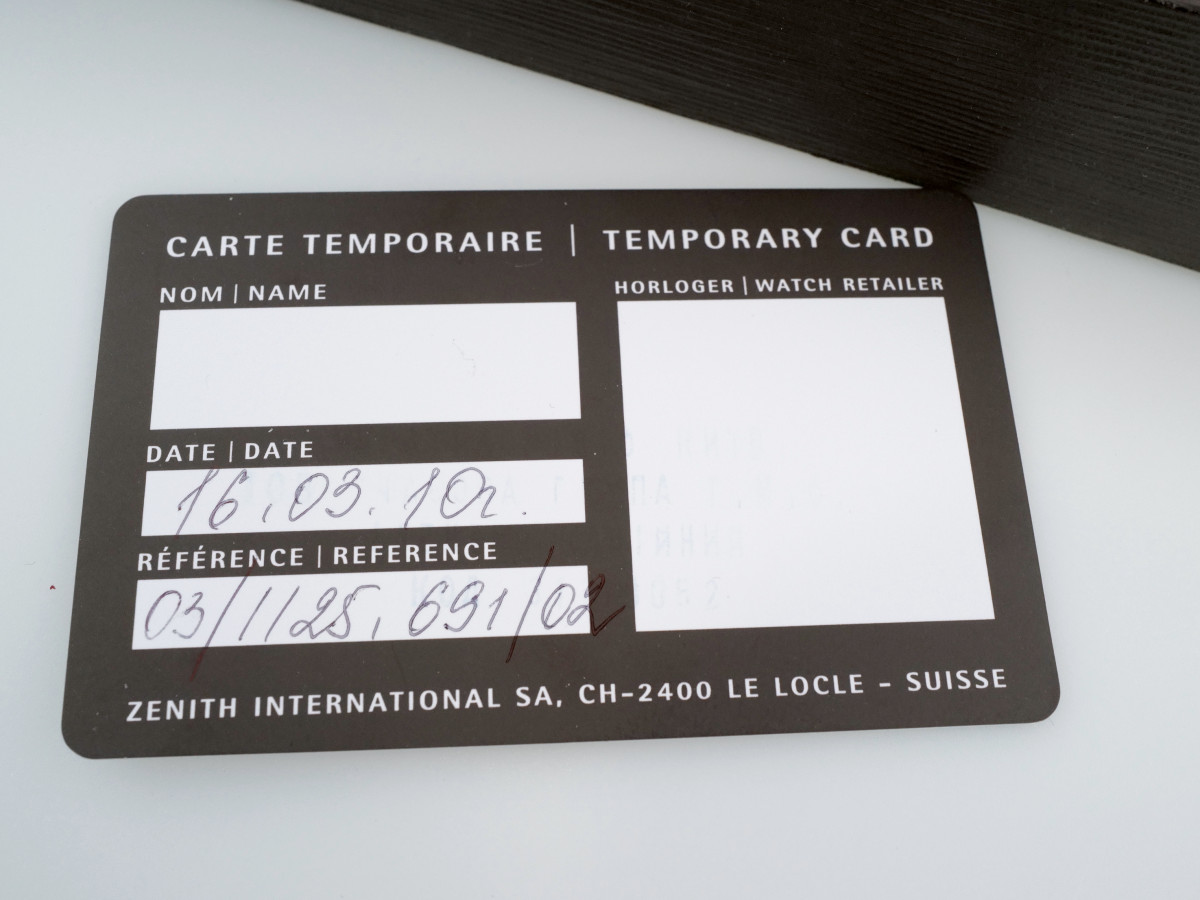 CARTE TEMPORAIRE | TEMPORARY CARD
NOM | NAME
HORLOGER | WATCH RETAILER
DATE | DATE
16.03.10г.
RÉFÉRENCE | REFERENCE
03/1125.691/02
ZENITH INTERNATIONAL SA, CH-2400 LE LOCLE - SUISSE